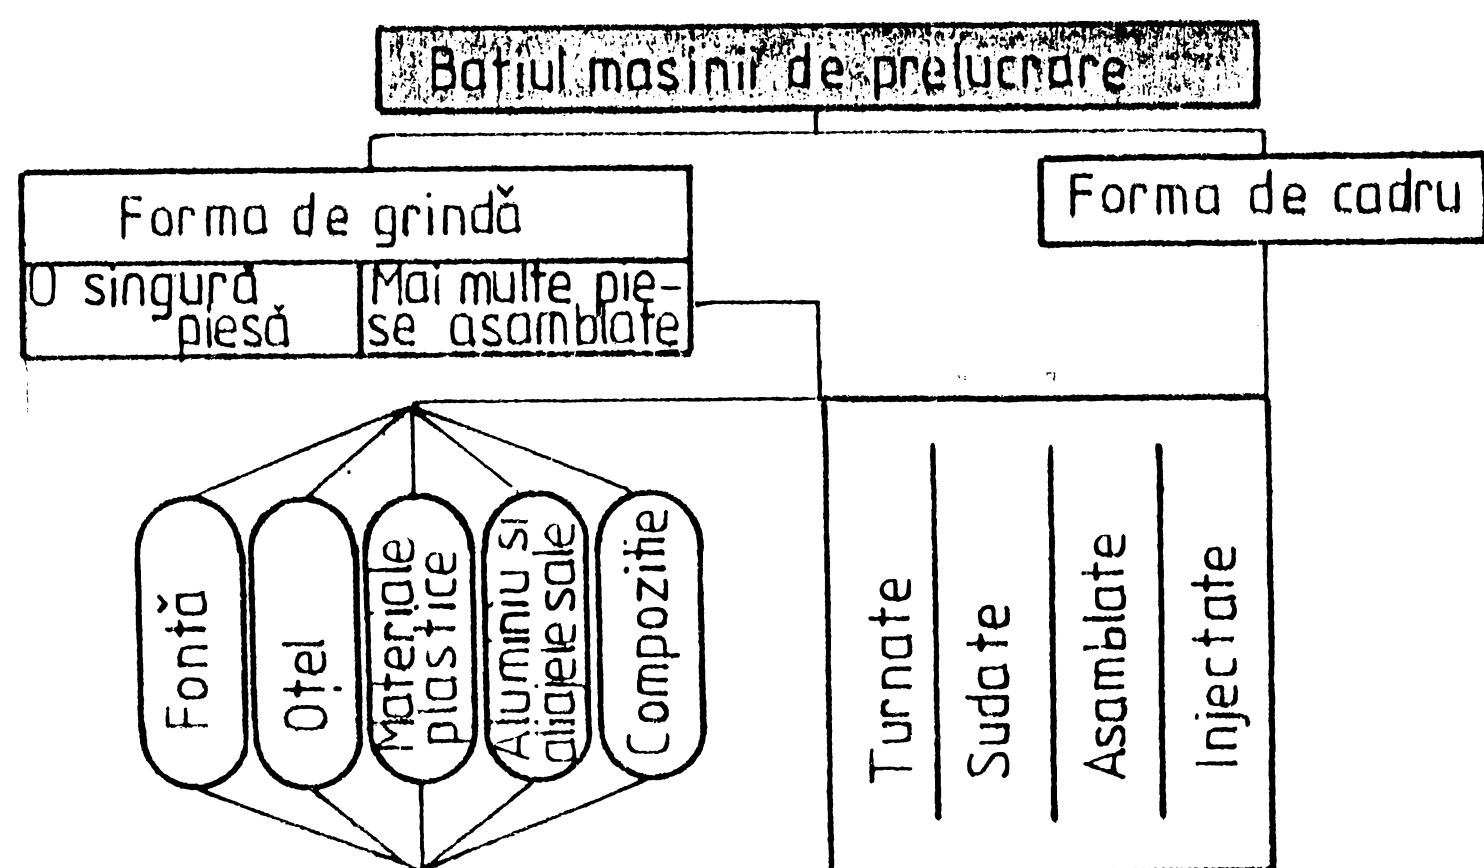 Batiul masinii de prelucrare
Forma de grindă
O singură
piesă
Mai multe pie-
se asamblate
Forma de cadru
Fontă
Oțel
Materiale
plastice
Aluminiu si
aliajele sale
Compozitie
Turnate
Sudate
Asamblate
Injectate